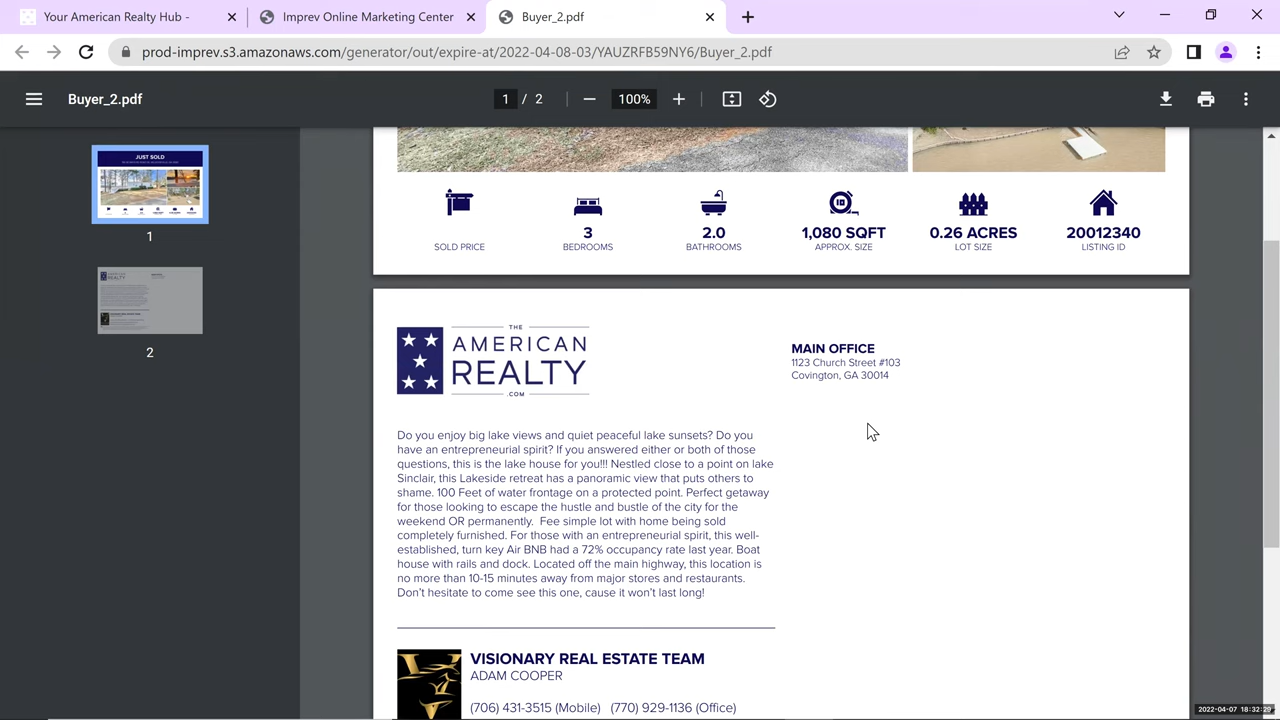 Your American Realty Hub -
Imprev Online Marketing Center
Buyer_2.pdf
prod-imprev.s3.amazonaws.com/generator/out/expire-at/2022-04-08-03/YAUZRFB59NY6/Buyer_2.pdf
Buyer_2.pdf
1 / 2
100%
JUST SOLD
1
2
SOLD PRICE
3
BEDROOMS
2.0
BATHROOMS
1,080 SQFT
APPROX. SIZE
0.26 ACRES
LOT SIZE
20012340
LISTING ID
THE
AMERICAN
REALTY
.COM
MAIN OFFICE
1123 Church Street #103
Covington, GA 30014
Do you enjoy big lake views and quiet peaceful lake sunsets? Do you
have an entrepreneurial spirit? If you answered either or both of those
questions, this is the lake house for you!!! Nestled close to a point on lake
Sinclair, this Lakeside retreat has a panoramic view that puts others to
shame. 100 Feet of water frontage on a protected point. Perfect getaway
for those looking to escape the hustle and bustle of the city for the
weekend OR permanently.  Fee simple lot with home being sold
completely furnished. For those with an entrepreneurial spirit, this well-
established, turn key Air BNB had a 72% occupancy rate last year. Boat
house with rails and dock. Located off the main highway, this location is
no more than 10-15 minutes away from major stores and restaurants.
Don't hesitate to come see this one, cause it won't last long!
VISIONARY REAL ESTATE TEAM
ADAM COOPER
(706) 431-3515 (Mobile)   (770) 929-1136 (Office)
2022-04-07 18:32:29